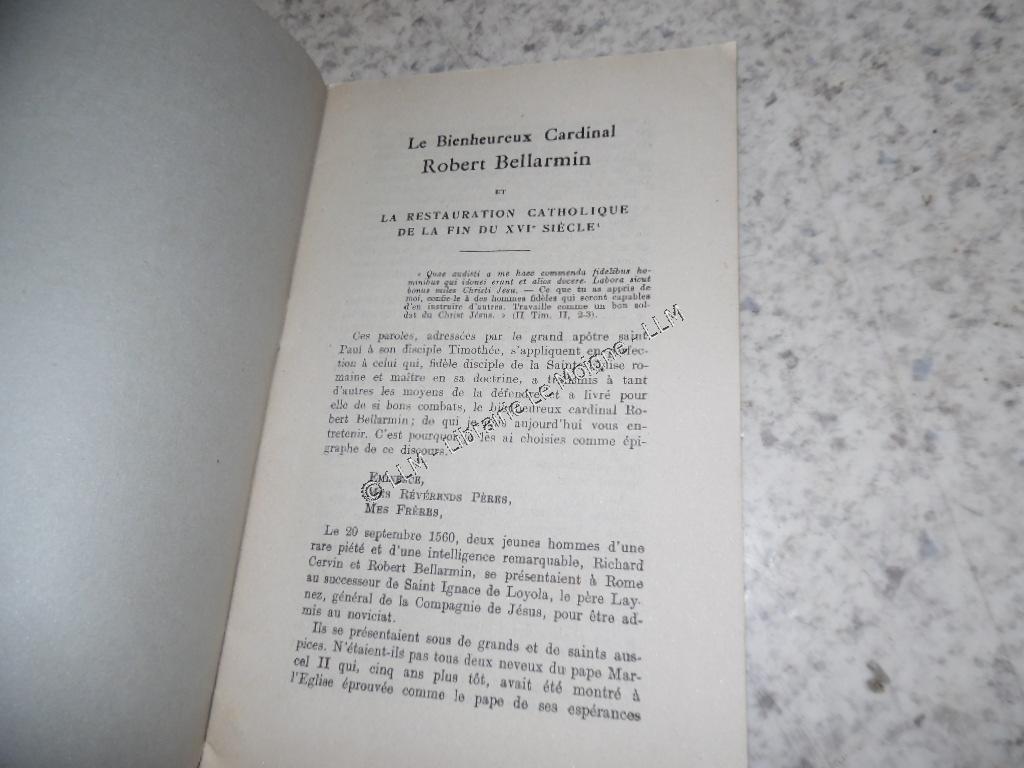 Le Bienheureux Cardinal
Robert Bellarmin
ET
LA RESTAURATION CATHOLIQUE
DE LA FIN DU XVIe SIÈCLE¹
« Quae audisti a me haec commenda fidelibus ho-
minibus qui idonei erunt et alios docere. Labora sicut
bonus miles Christi Jesu. — Ce que tu as appris de
moi, confie-le à des hommes fidèles qui seront capables
d'en instruire d'autres. Travaille comme un bon sol-
dat du Christ Jésus. » (II Tim. II, 2-3).
Ces paroles, adressées par le grand apôtre saint
Paul à son disciple Timothée, s'appliquent en perfec-
tion à celui qui, fidèle disciple de la Sainte Eglise ro-
maine et maître en sa doctrine, a transmis à tant
d'autres les moyens de la défendre et a livré pour
elle de si bons combats, le bienheureux cardinal Ro-
bert Bellarmin; de qui je dois aujourd'hui vous en-
tretenir. C'est pourquoi je les ai choisies comme épi-
graphe de ce discours.
EMINENCE,
MES RÉVÉRENDS PÈRES,
MES FRÈRES,
Le 20 septembre 1560, deux jeunes hommes d'une
rare piété et d'une intelligence remarquable, Richard
Cervin et Robert Bellarmin, se présentaient à Rome
au successeur de Saint Ignace de Loyola, le père Lay-
nez, général de la Compagnie de Jésus, pour être ad-
mis au noviciat.
Ils se présentaient sous de grands et de saints aus-
pices. N'étaient-ils pas tous deux neveux du pape Mar-
cel II qui, cinq ans plus tôt, avait été montré à
l'Eglise éprouvée comme le pape de ses espérances
© LLM - Librairie Le Moigne - LLM